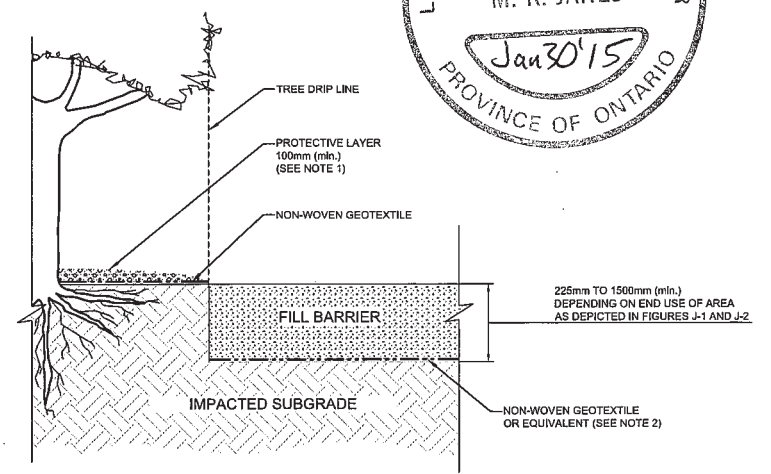 Jan 30 '15
PROVINCE OF ONTARIO
TREE DRIP LINE
PROTECTIVE LAYER
100mm (min.)
(SEE NOTE 1)
NON-WOVEN GEOTEXTILE
FILL BARRIER
225mm TO 1500mm (min.)
DEPENDING ON END USE OF AREA
AS DEPICTED IN FIGURES J-1 AND J-2
IMPACTED SUBGRADE
NON-WOVEN GEOTEXTILE
OR EQUIVALENT (SEE NOTE 2)